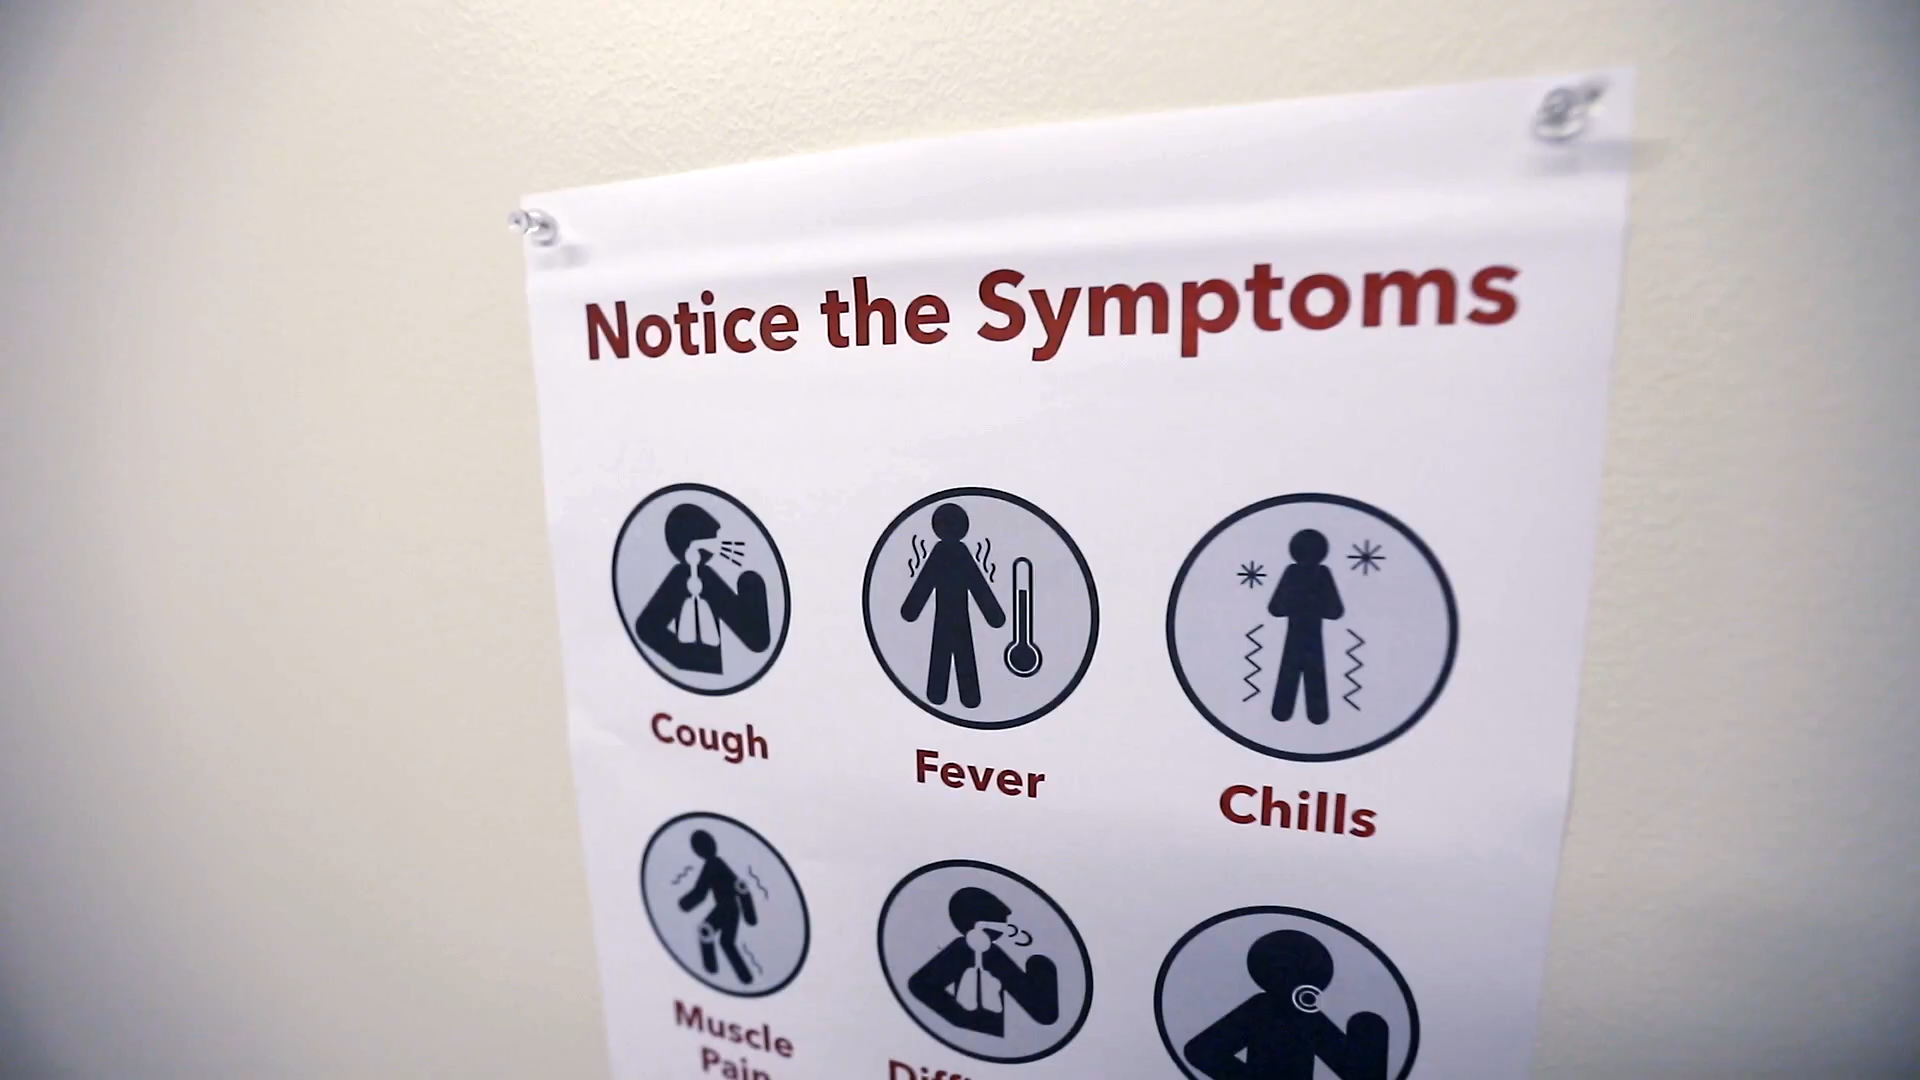 Notice the Symptoms
Cough
Fever
Chills
Muscle
Pain